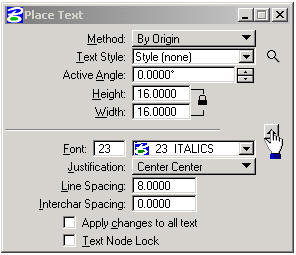 Place Text
Method: By Origin
Text Style: Style (none)
Active Angle: 0.0000°
Height: 16.0000
Width: 16.0000
Font: 23 23 ITALICS
Justification: Center Center
Line Spacing: 8.0000
Interchar Spacing: 0.0000
Apply changes to all text
Text Node Lock